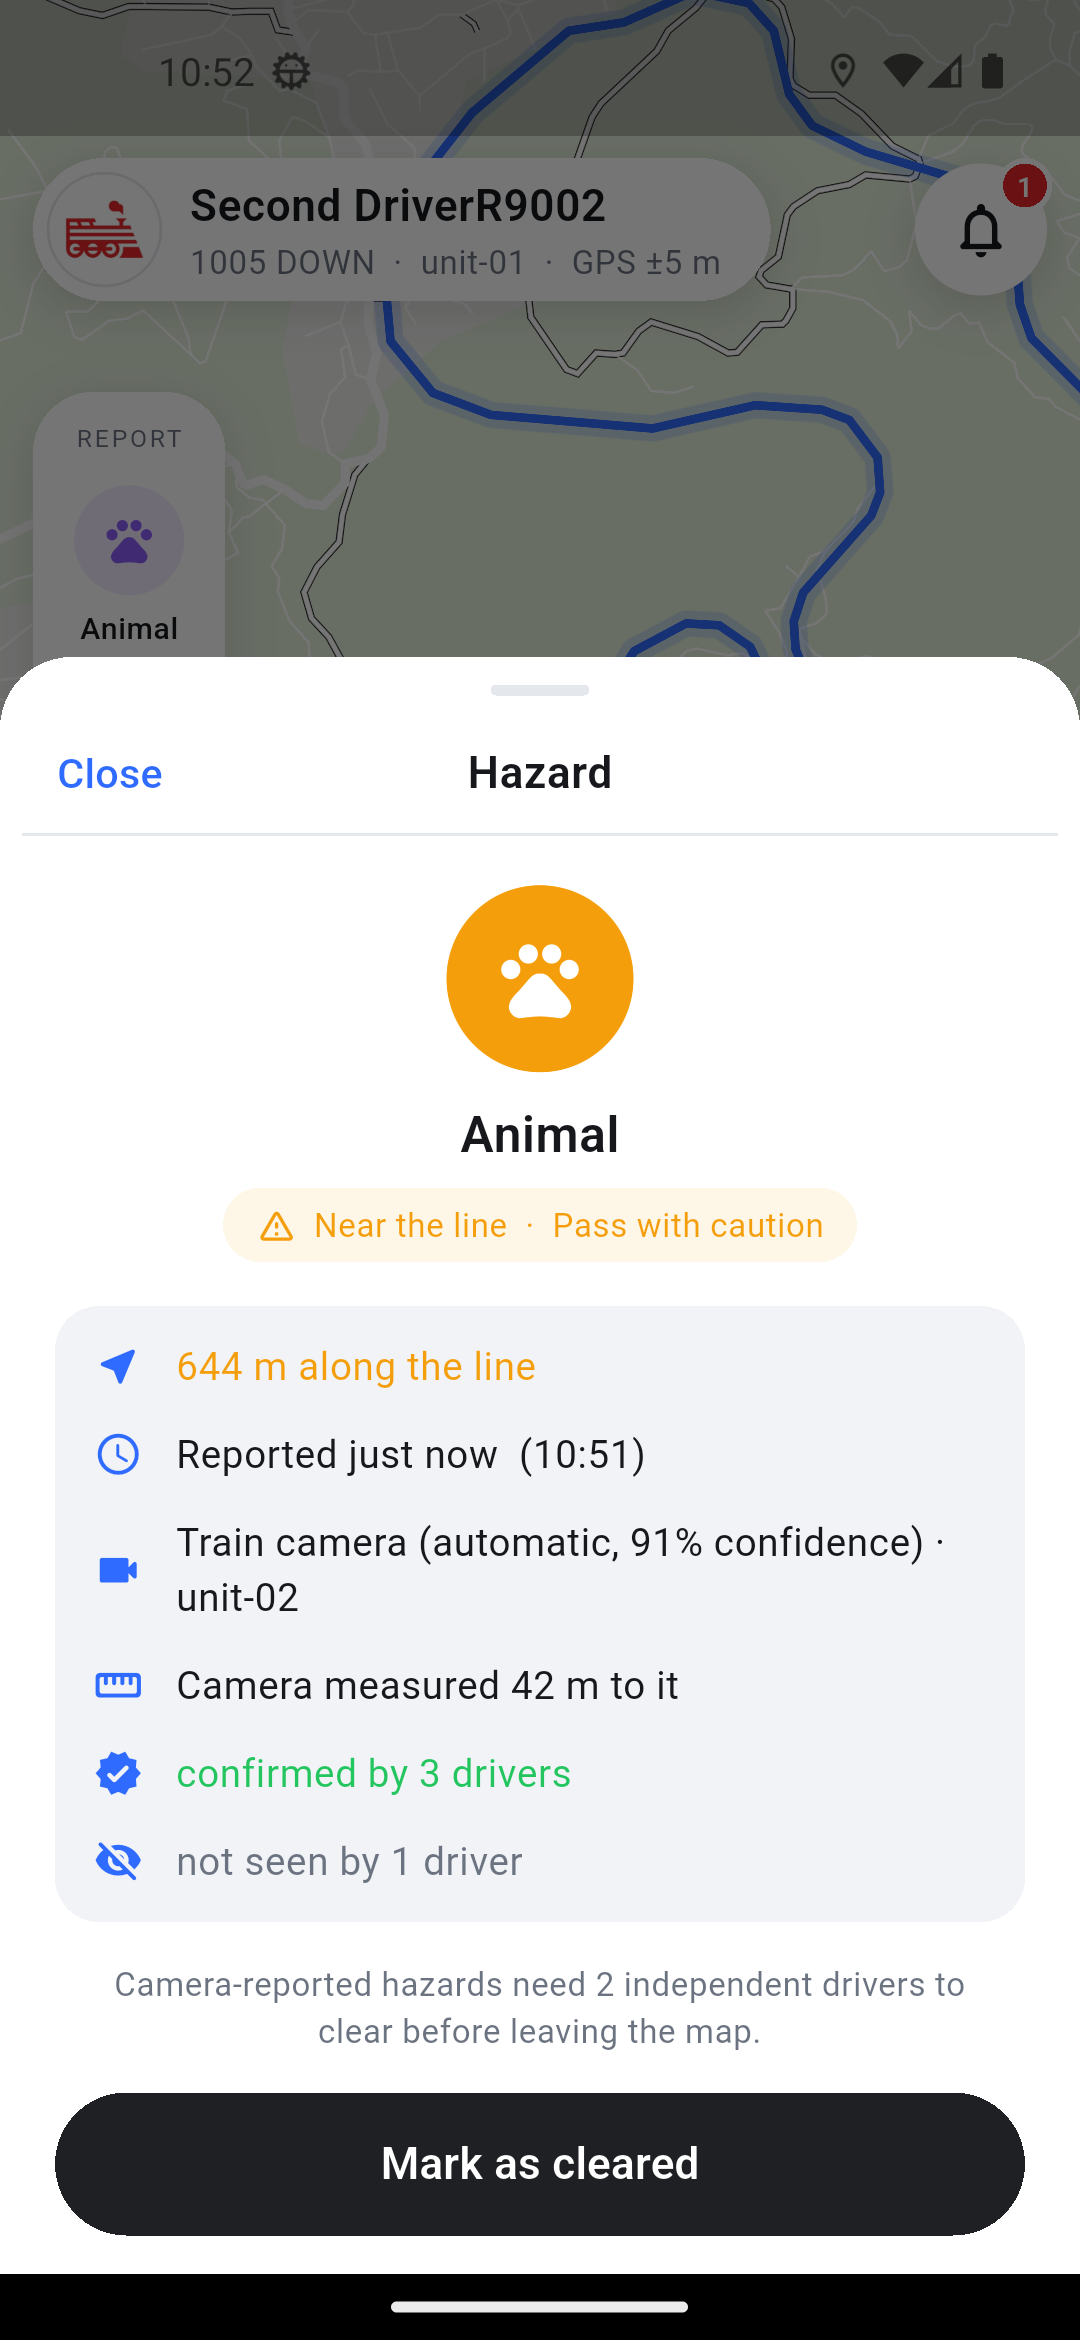 10:52
Second DriverR9002
1005 DOWN · unit-01 · GPS ±5 m
1
REPORT
Animal
Close
Hazard
Animal
Near the line · Pass with caution
644 m along the line
Reported just now (10:51)
Train camera (automatic, 91% confidence) ·
unit-02
Camera measured 42 m to it
confirmed by 3 drivers
not seen by 1 driver
Camera-reported hazards need 2 independent drivers to
clear before leaving the map.
Mark as cleared